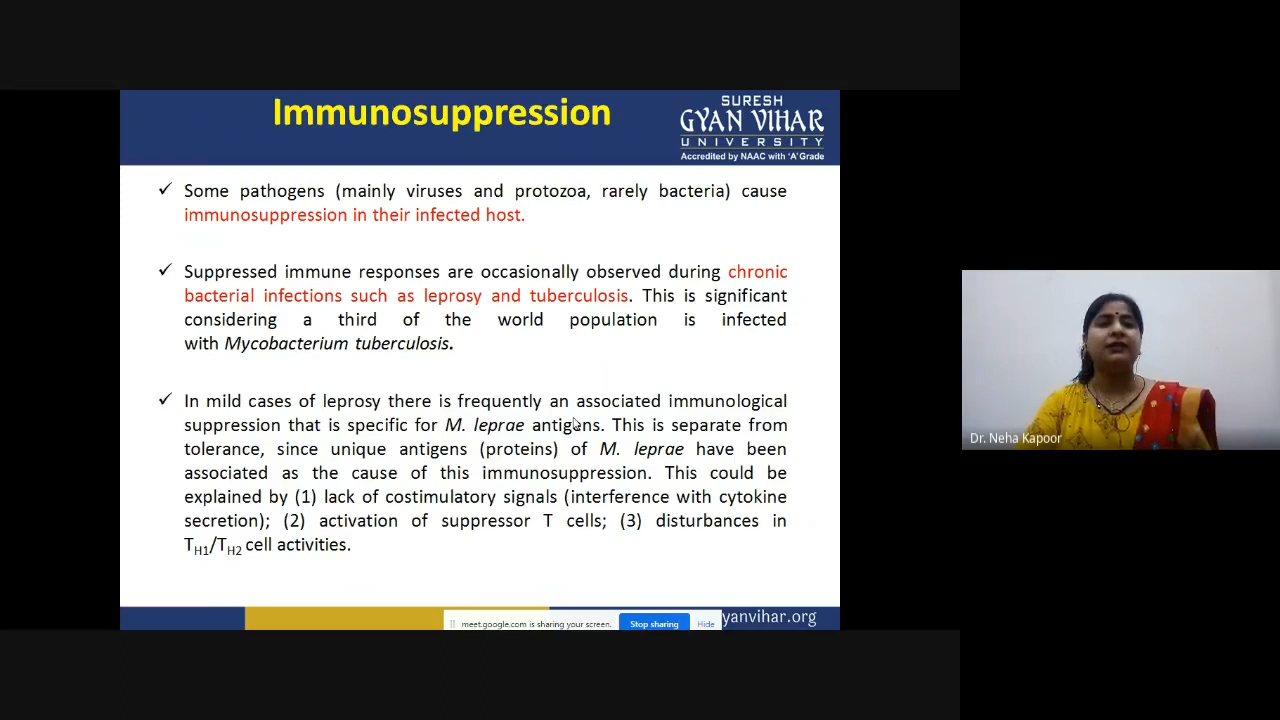 Immunosuppression
SURESH
GYAN VIHAR
UNIVERSITY
Accredited by NAAC with 'A' Grade
✓ Some pathogens (mainly viruses and protozoa, rarely bacteria) cause
immunosuppression in their infected host.
✓ Suppressed immune responses are occasionally observed during chronic
bacterial infections such as leprosy and tuberculosis. This is significant
considering a third of the world population is infected
with Mycobacterium tuberculosis.
✓ In mild cases of leprosy there is frequently an associated immunological
suppression that is specific for M. leprae antigens. This is separate from
tolerance, since unique antigens (proteins) of M. leprae have been
associated as the cause of this immunosuppression. This could be
explained by (1) lack of costimulatory signals (interference with cytokine
secretion); (2) activation of suppressor T cells; (3) disturbances in
TH1/TH2 cell activities.
meet.google.com is sharing your screen. Stop sharing Hide
yanvihar.org
Dr. Neha Kapoor